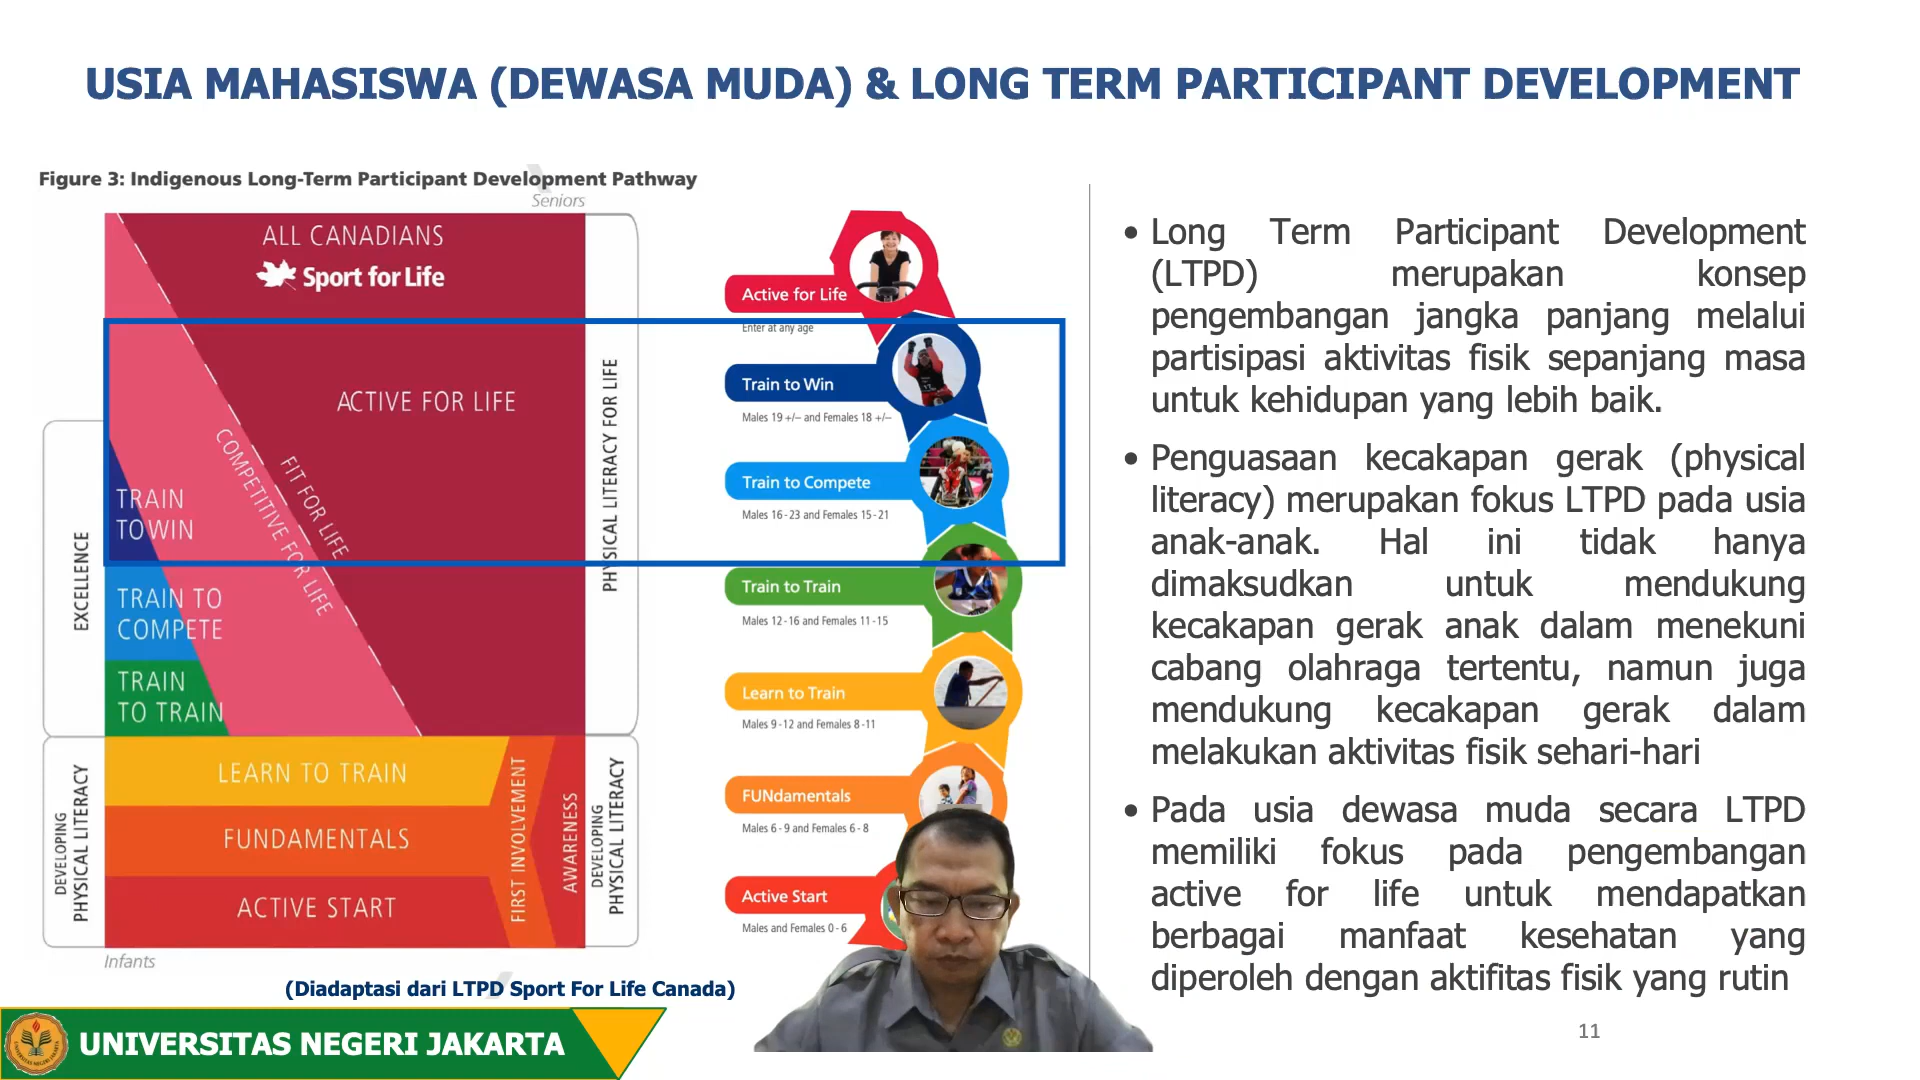 USIA MAHASISWA (DEWASA MUDA) & LONG TERM PARTICIPANT DEVELOPMENT
Figure 3: Indigenous Long-Term Participant Development Pathway
Seniors
ALL CANADIANS
Sport for Life
ACTIVE FOR LIFE
FIT FOR LIFE
COMPETITIVE FOR LIFE
PHYSICAL LITERACY FOR LIFE
EXCELLENCE
TRAIN
TO WIN
TRAIN TO
COMPETE
TRAIN
TO TRAIN
LEARN TO TRAIN
FUNDAMENTALS
ACTIVE START
FIRST INVOLVEMENT
AWARENESS
DEVELOPING
PHYSICAL LITERACY
DEVELOPING
PHYSICAL LITERACY
Infants
Active for Life
Enter at any age
Train to Win
Males 19 +/– and Females 18 +/–
Train to Compete
Males 16 - 23 and Females 15 - 21
Train to Train
Males 12 - 16 and Females 11 - 15
Learn to Train
Males 9 - 12 and Females 8 - 11
FUNdamentals
Males 6 - 9 and Females 6 - 8
Active Start
Males and Females 0 - 6
(Diadaptasi dari LTPD Sport For Life Canada)
• Long Term Participant Development
(LTPD) merupakan konsep
pengembangan jangka panjang melalui
partisipasi aktivitas fisik sepanjang masa
untuk kehidupan yang lebih baik.
• Penguasaan kecakapan gerak (physical
literacy) merupakan fokus LTPD pada usia
anak-anak. Hal ini tidak hanya
dimaksudkan untuk mendukung
kecakapan gerak anak dalam menekuni
cabang olahraga tertentu, namun juga
mendukung kecakapan gerak dalam
melakukan aktivitas fisik sehari-hari
• Pada usia dewasa muda secara LTPD
memiliki fokus pada pengembangan
active for life untuk mendapatkan
berbagai manfaat kesehatan yang
diperoleh dengan aktifitas fisik yang rutin
UNIVERSITAS NEGERI JAKARTA
11